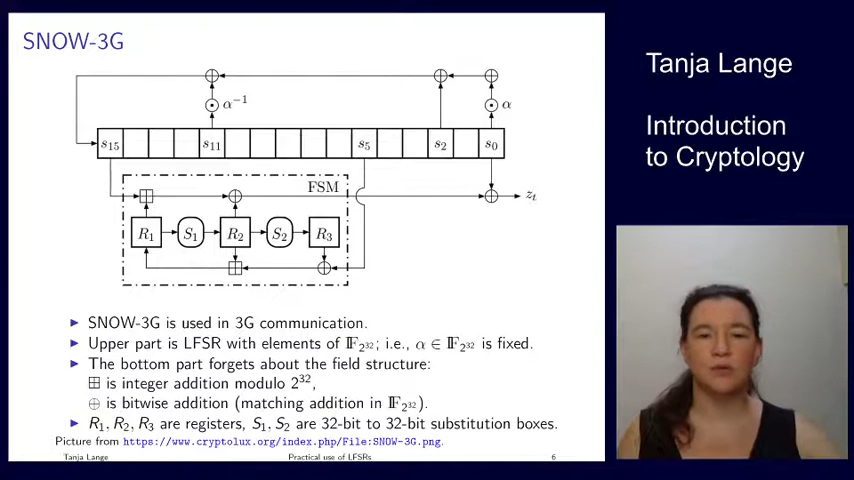 SNOW-3G
α⁻¹
α
s₁₅ s₁₁ s₅ s₂ s₀
FSM
zₜ
R₁ S₁ R₂ S₂ R₃
▶ SNOW-3G is used in 3G communication.
▶ Upper part is LFSR with elements of 𝔽₂³²; i.e., α ∈ 𝔽₂³² is fixed.
▶ The bottom part forgets about the field structure:
⊞ is integer addition modulo 2³²,
⊕ is bitwise addition (matching addition in 𝔽₂³²).
▶ R₁, R₂, R₃ are registers, S₁, S₂ are 32-bit to 32-bit substitution boxes.
Picture from https://www.cryptolux.org/index.php/File:SNOW-3G.png.
Tanja Lange Practical use of LFSRs 6
Tanja Lange
Introduction
to Cryptology